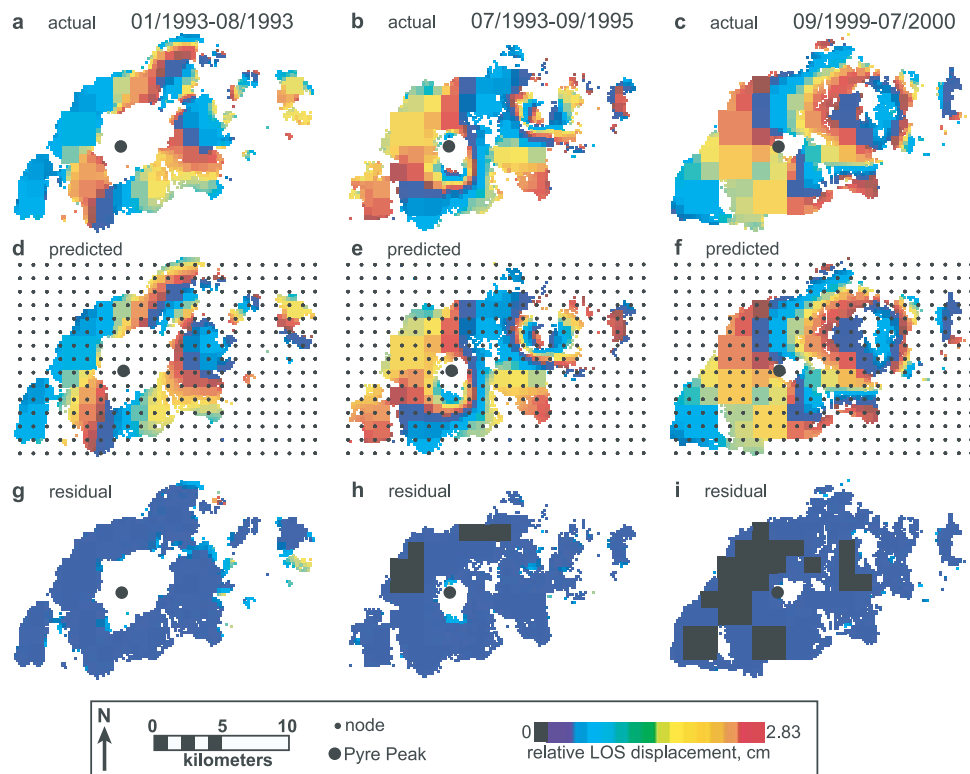 a actual 01/1993-08/1993
b actual 07/1993-09/1995
c actual 09/1999-07/2000
d predicted
e predicted
f predicted
g residual
h residual
i residual
N
0 5 10
kilometers
node
Pyre Peak
0 2.83
relative LOS displacement, cm